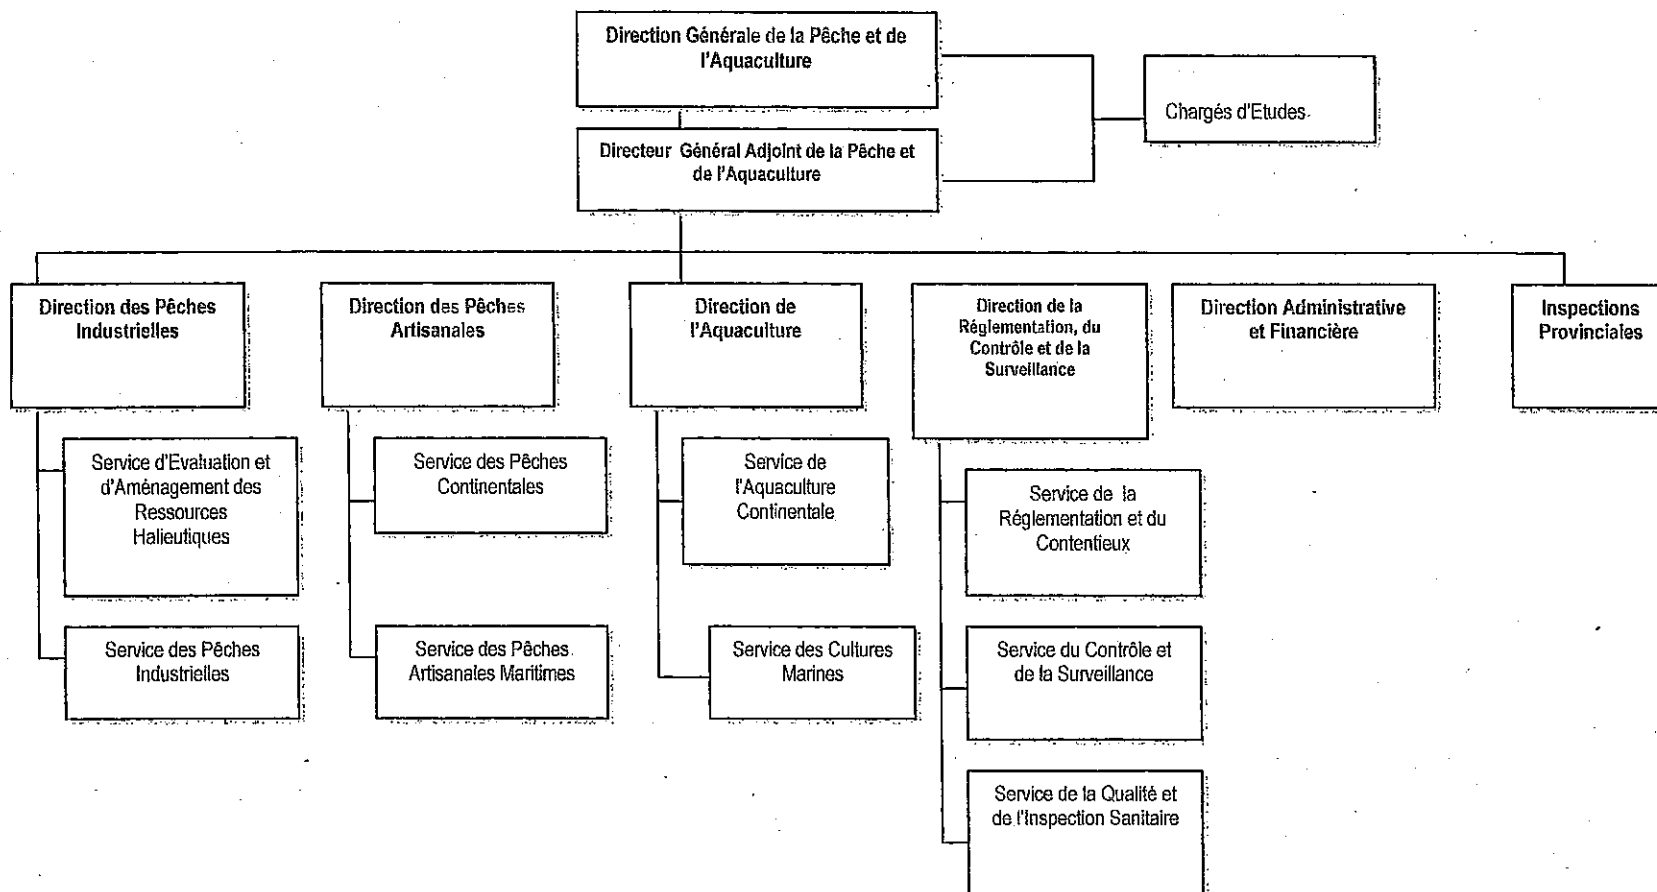 Direction Générale de la Pêche et de
l'Aquaculture
Chargés d'Etudes
Directeur Général Adjoint de la Pêche et
de l'Aquaculture
Direction des Pêches
Industrielles
Direction des Pêches
Artisanales
Direction de
l'Aquaculture
Direction de la
Réglementation, du
Contrôle et de la
Surveillance
Direction Administrative
et Financière
Inspections
Provinciales
Service d'Evaluation et
d'Aménagement des
Ressources
Halieutiques
Service des Pêches
Continentales
Service de
l'Aquaculture
Continentale
Service de la
Réglementation et du
Contentieux
Service des Pêches
Industrielles
Service des Pêches
Artisanales Maritimes
Service des Cultures
Marines
Service du Contrôle et
de la Surveillance
Service de la Qualité et
de l'Inspection Sanitaire